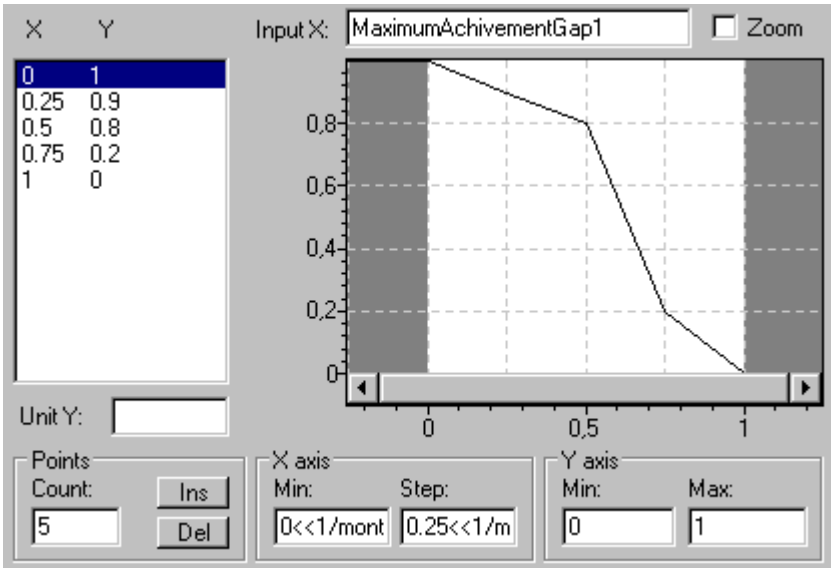 X Y Input X: MaximumAchivementGap1 Zoom
0 1
0.25 0.9
0.5 0.8
0.75 0.2
1 0
0,8
0,6
0,4
0,2
0
0 0,5 1
Unit Y:
Points
Count:
5
Ins
Del
X axis
Min: Step:
0<<1/mont 0.25<<1/m
Y axis
Min: Max:
0 1